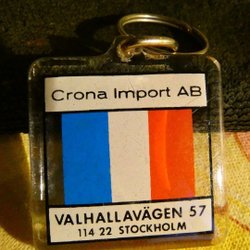 Crona Import AB
VALHALLAVÄGEN 57
114 22 STOCKHOLM